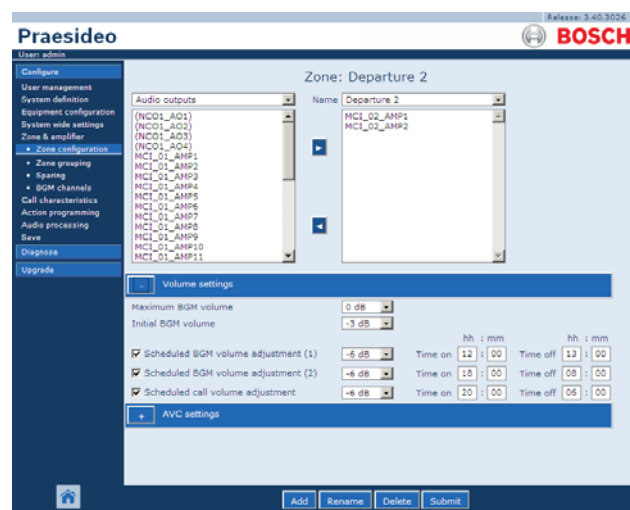 Release: 3.40.3026
Praesideo
BOSCH
User: admin
Configure
User management
System definition
Equipment configuration
System wide settings
Zone & amplifier
• Zone configuration
• Zone grouping
• Sparing
• BGM channels
Call characteristics
Action programming
Audio processing
Save
Diagnose
Upgrade
Zone: Departure 2
Audio outputs
Name Departure 2
(NCO1_AO1)
(NCO1_AO2)
(NCO1_AO3)
(NCO1_AO4)
MCI_01_AMP1
MCI_01_AMP2
MCI_01_AMP3
MCI_01_AMP4
MCI_01_AMP5
MCI_01_AMP6
MCI_01_AMP7
MCI_01_AMP8
MCI_01_AMP9
MCI_01_AMP10
MCI_01_AMP11
MCI_02_AMP1
MCI_02_AMP2
- Volume settings
Maximum BGM volume 0 dB
Initial BGM volume -3 dB
hh : mm hh : mm
Scheduled BGM volume adjustment (1) -6 dB Time on 12 : 00 Time off 13 : 00
Scheduled BGM volume adjustment (2) -6 dB Time on 18 : 00 Time off 08 : 00
Scheduled call volume adjustment -6 dB Time on 20 : 00 Time off 06 : 00
+ AVC settings
Add Rename Delete Submit